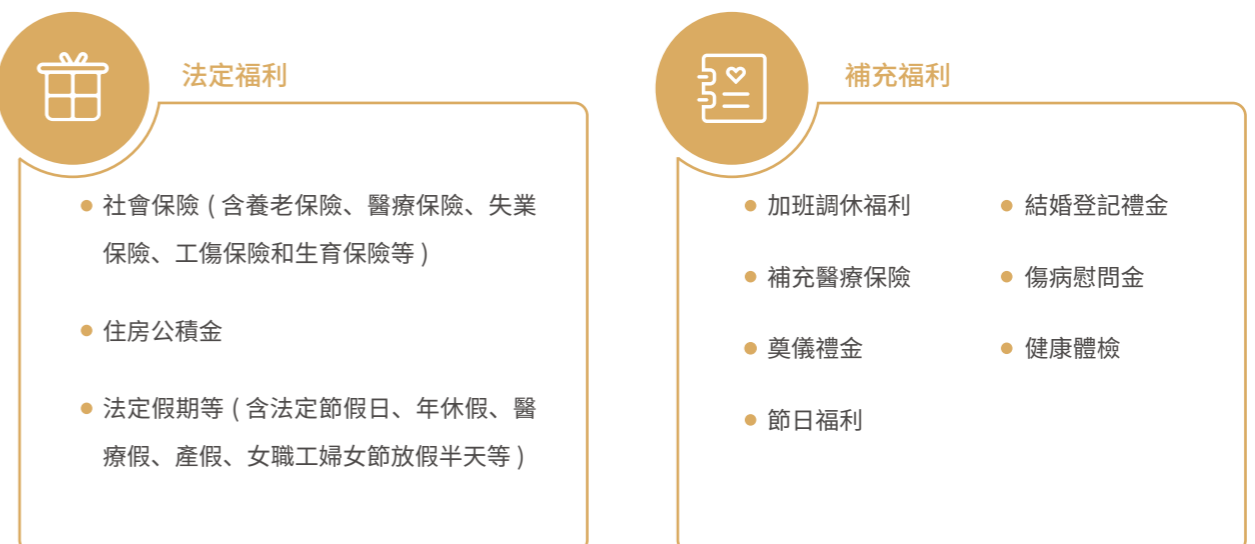 法定福利
社會保險 ( 含養老保險、醫療保險、失業
保險、工傷保險和生育保險等 )
住房公積金
法定假期等 ( 含法定節假日、年休假、醫
療假、產假、女職工婦女節放假半天等 )
補充福利
加班調休福利
結婚登記禮金
補充醫療保險
傷病慰問金
奠儀禮金
健康體檢
節日福利